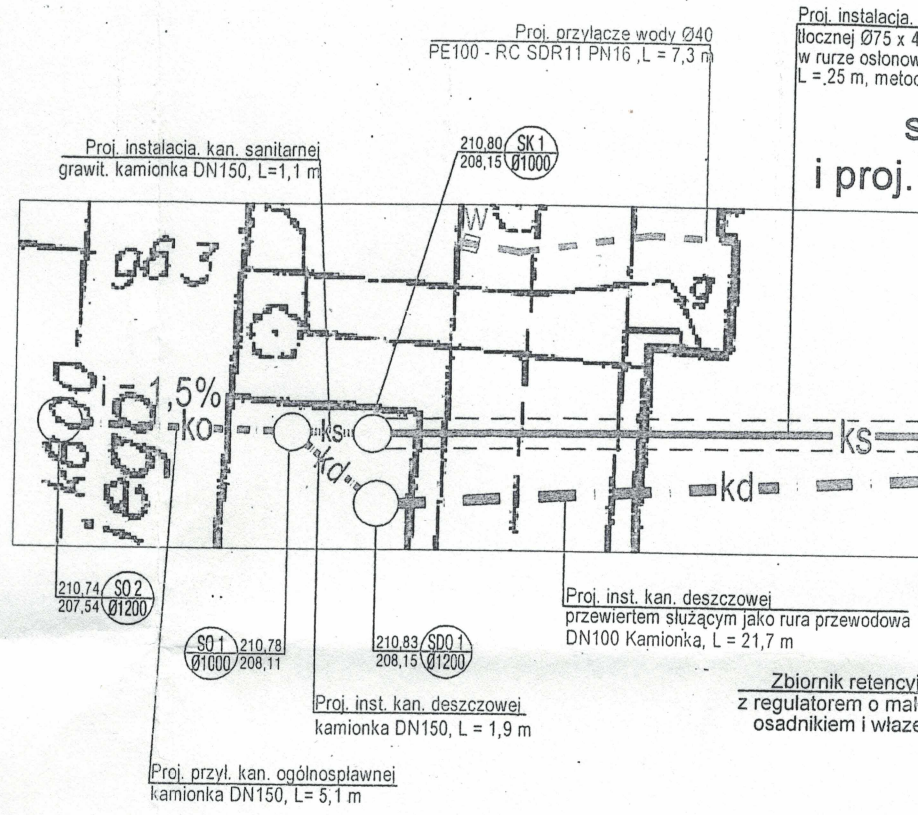 Proj. instalacja.
tłocznej Ø75 x 4
w rurze osłonow
L = 25 m, metod
Proj. przyłacze wody Ø40
PE100 - RC SDR11 PN16 ,L = 7,3 m
s
i proj.
Proj. instalacja. kan. sanitarnej
grawit. kamionka DN150, L=1,1 m
210,80 SK 1
208,15 Ø1000
W
963
g
i-1,5%
ko
ks
ks
kd
kd
210,74 SO 2
207,54 Ø1200
SO 1 210,78
Ø1000 208,11
210,83 SDO 1
208,15 Ø1200
Proj. inst. kan. deszczowej
przewiertem służącym jako rura przewodowa
DN100 Kamionka, L = 21,7 m
Zbiornik retencyj
z regulatorem o mal
osadnikiem i właze
Proj. inst. kan. deszczowej
kamionka DN150, L = 1,9 m
Proj. przył. kan. ogólnospławnej
kamionka DN150, L= 5,1 m